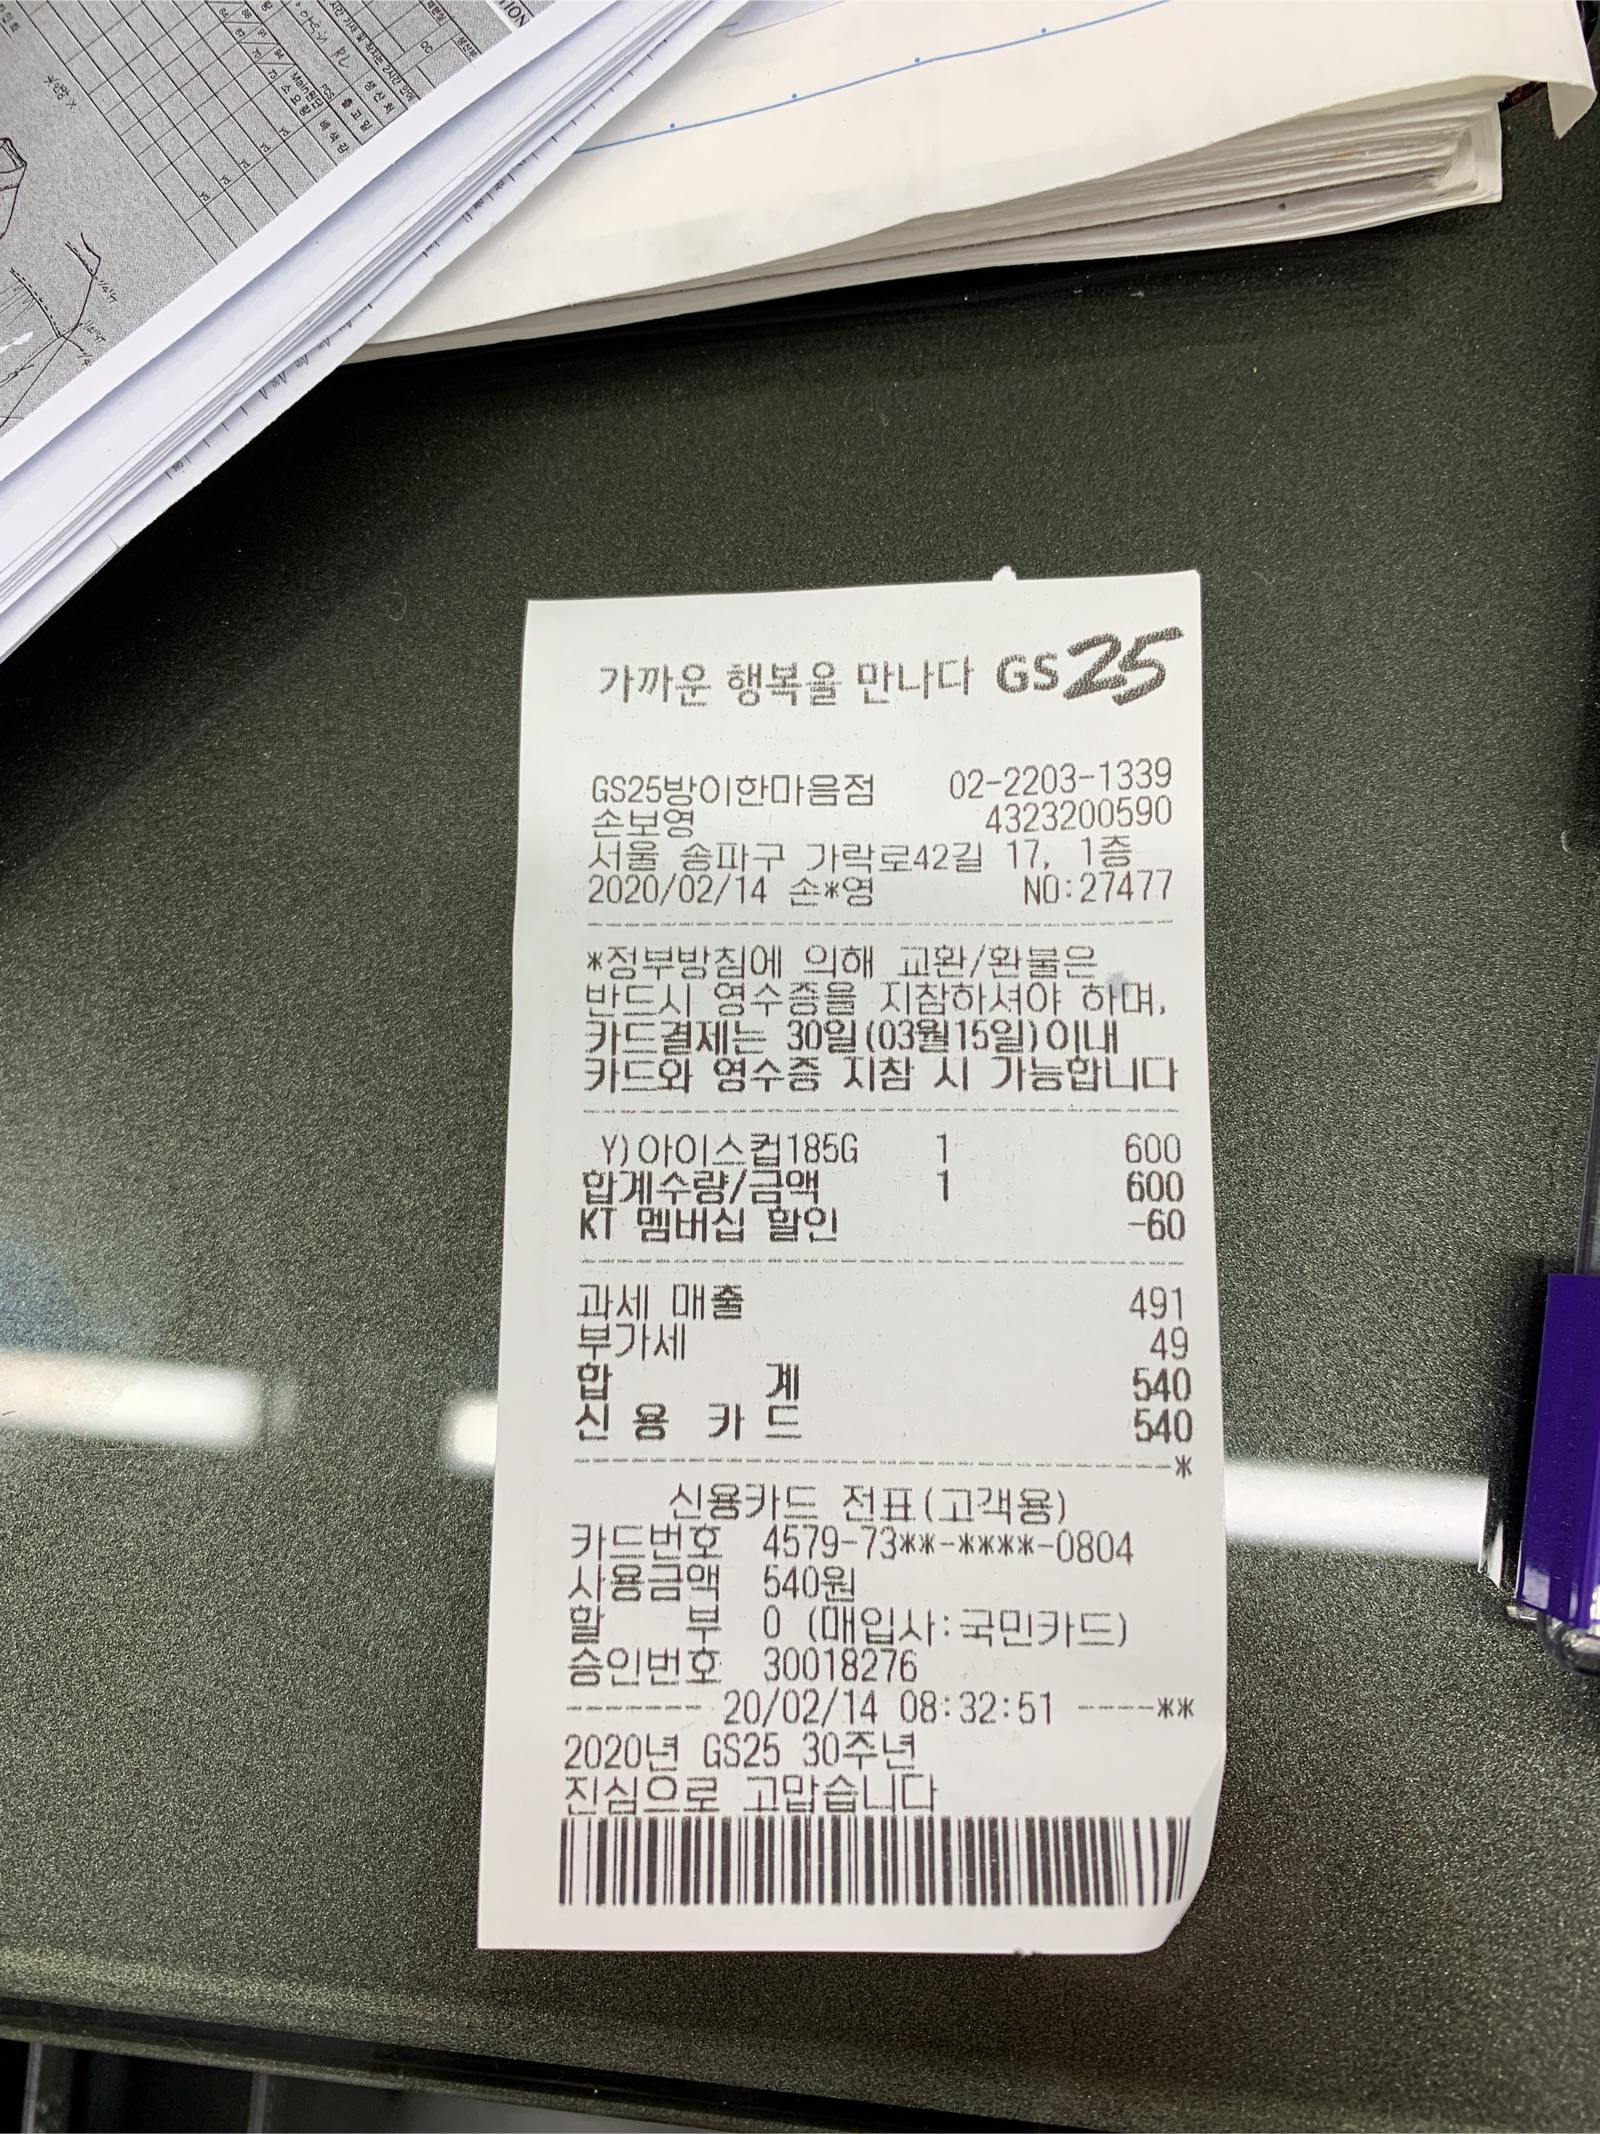 가까운 행복을 만나다 GS25
GS25방이한마음점 02-2203-1339
손보영 4323200590
서울 송파구 가락로42길 17, 1층
2020/02/14 손*영 NO:27477
*정부방침에 의해 교환/환불은
반드시 영수증을 지참하셔야 하며,
카드결제는 30일(03월15일)이내
카드와 영수증 지참 시 가능합니다
Y)아이스컵185G 1 600
합계수량/금액 1 600
KT 멤버십 할인 -60
과세 매출 491
부가세 49
합 계 540
신 용 카 드 540
-*
신용카드 전표(고객용)
카드번호 4579-73**-****-0804
사용금액 540원
할 부 0 (매입사:국민카드)
승인번호 30018276
------- 20/02/14 08:32:51 ----**
2020년 GS25 30주년
진심으로 고맙습니다